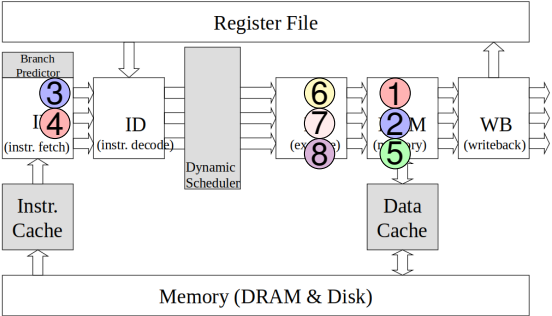 Register File
Branch
Predictor
3
4
(instr. fetch)
ID
(instr. decode)
Dynamic
Scheduler
6
7
8
1
2
5
WB
(writeback)
Instr.
Cache
Data
Cache
Memory (DRAM & Disk)